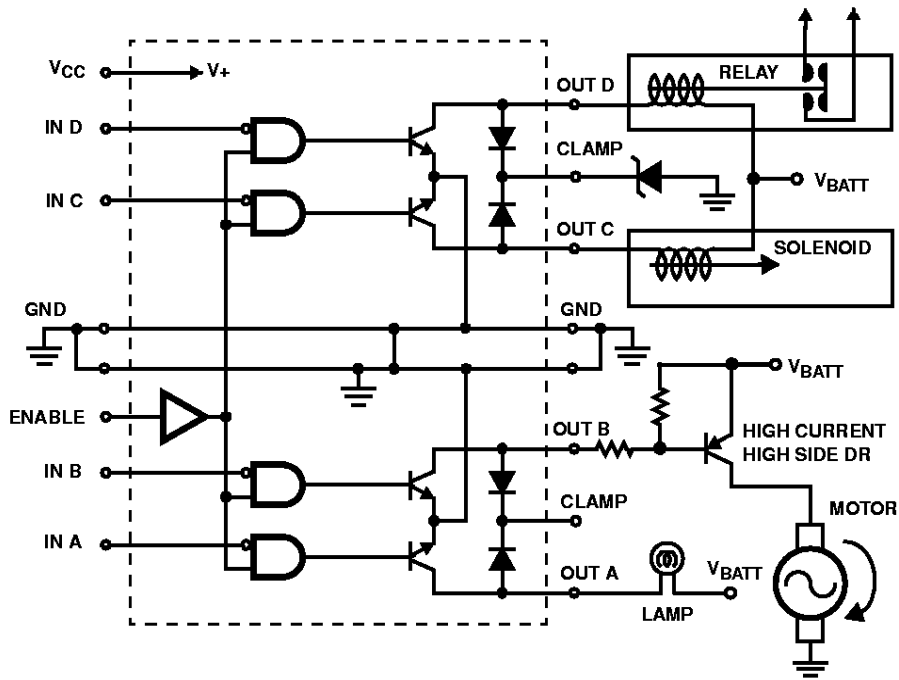 VCC
V+
IN D
IN C
GND
ENABLE
IN B
IN A
OUT D
CLAMP
OUT C
GND
OUT B
CLAMP
OUT A
RELAY
VBATT
SOLENOID
VBATT
HIGH CURRENT
HIGH SIDE DR
MOTOR
VBATT
LAMP